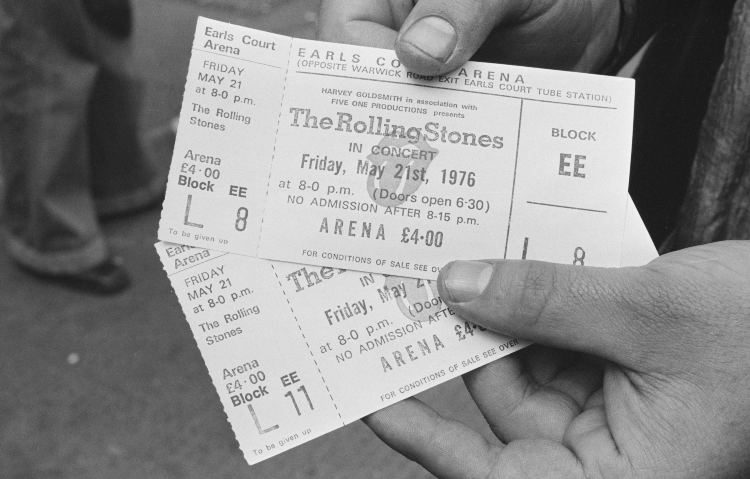 Earls Court
Arena
FRIDAY
MAY 21
at 8-0 p.m.
The Rolling
Stones
Arena
£4·00
Block EE
L 8
To be given up
EARLS ARENA
(OPPOSITE WARWICK ROAD EXIT EARLS COURT TUBE STATION)
HARVEY GOLDSMITH in association with
FIVE ONE PRODUCTIONS presents
The Rolling Stones
IN CONCERT
Friday, May 21st, 1976
at 8-0 p.m. (Doors open 6·30)
NO ADMISSION AFTER 8-15 p.m.
ARENA £4·00
FOR CONDITIONS OF SALE SEE
BLOCK
EE
L 8
Arena
FRIDAY
MAY 21
at 8-0 p.m.
The Rolling
Stones
Arena
£4·00
Block EE
L 11
To be given up
The
IN
Friday, May
at 8-0 p.m.
NO ADMISSION AFTER
ARENA
FOR CONDITIONS OF SALE SEE OVER